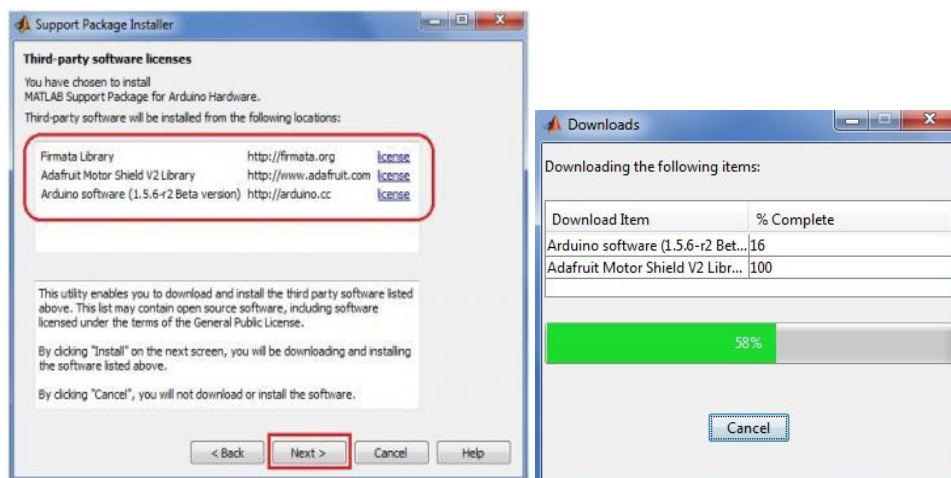 Support Package Installer
Third-party software licenses
You have chosen to install
MATLAB Support Package for Arduino Hardware.
Third-party software will be installed from the following locations:
Firmata Library http://firmata.org license
Adafruit Motor Shield V2 Library http://www.adafruit.com license
Arduino software (1.5.6-r2 Beta version) http://arduino.cc license
This utility enables you to download and install the third party software listed
above. This list may contain open source software, including software
licensed under the terms of the General Public License.
By clicking "Install" on the next screen, you will be downloading and installing
the software listed above.
By clicking "Cancel", you will not download or install the software.
< Back Next > Cancel Help
Downloads
Downloading the following items:
Download Item % Complete
Arduino software (1.5.6-r2 Bet... 16
Adafruit Motor Shield V2 Libr... 100
58%
Cancel